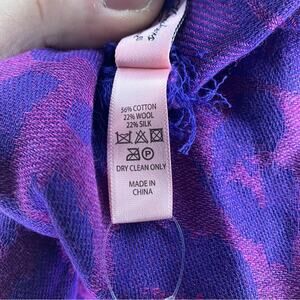 56% COTTON
22% WOOL
22% SILK
P
DRY CLEAN ONLY
MADE IN
CHINA